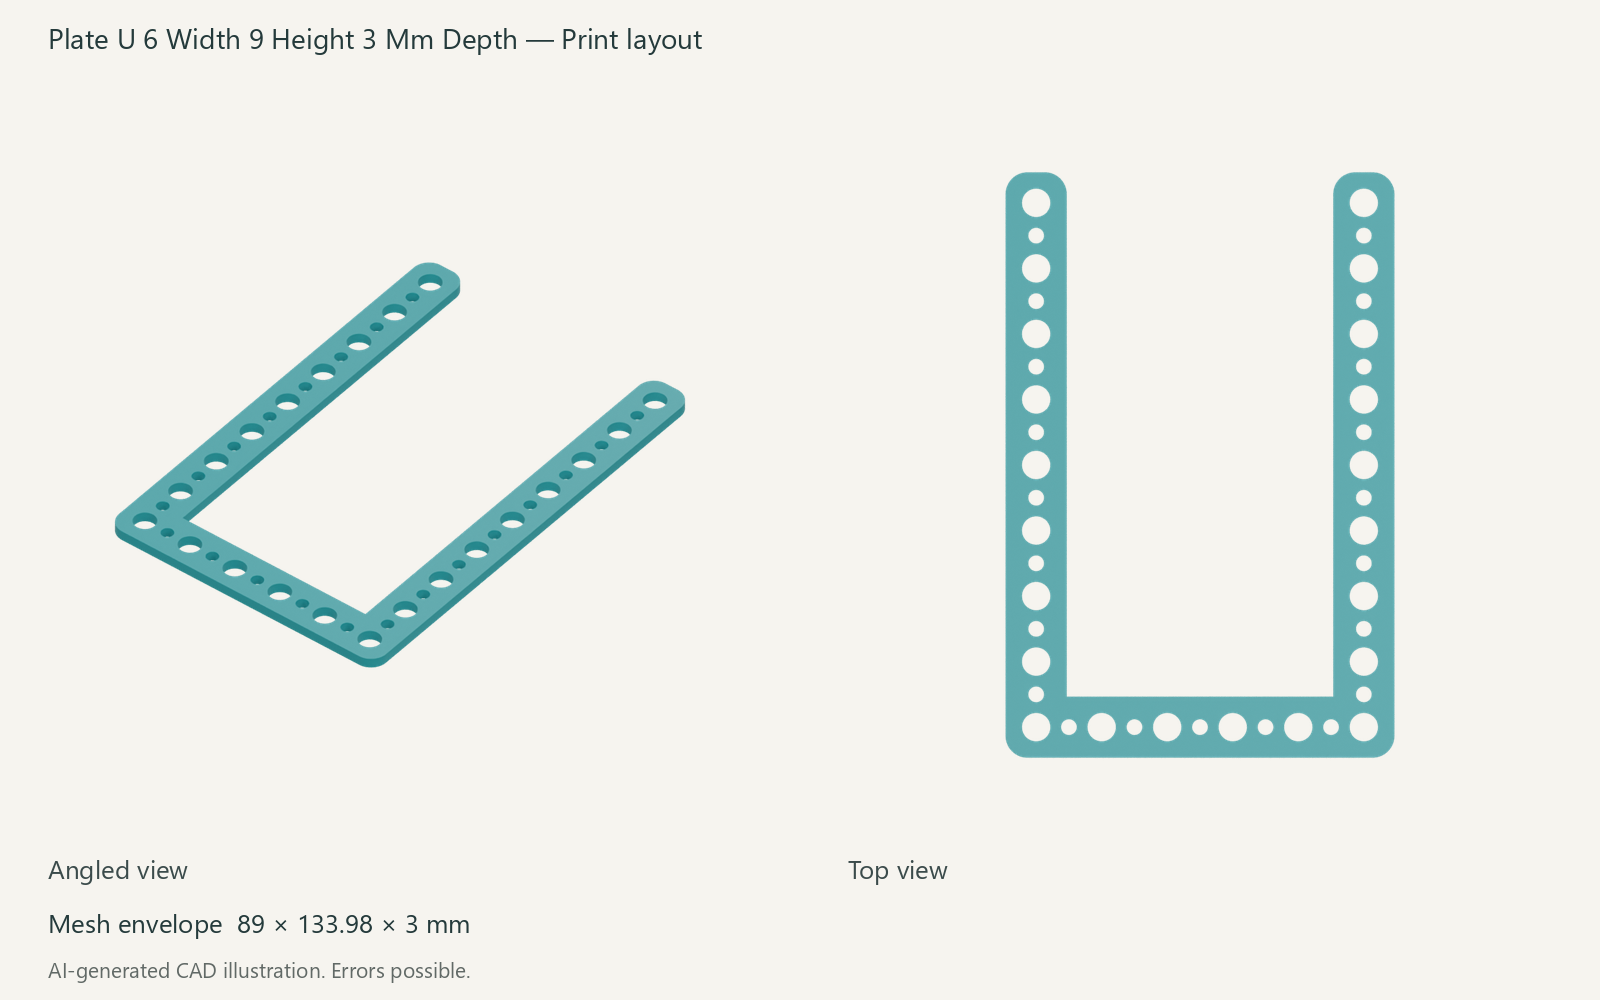 Plate U 6 Width 9 Height 3 Mm Depth — Print layout
Angled view
Top view
Mesh envelope  89 × 133.98 × 3 mm
AI-generated CAD illustration. Errors possible.